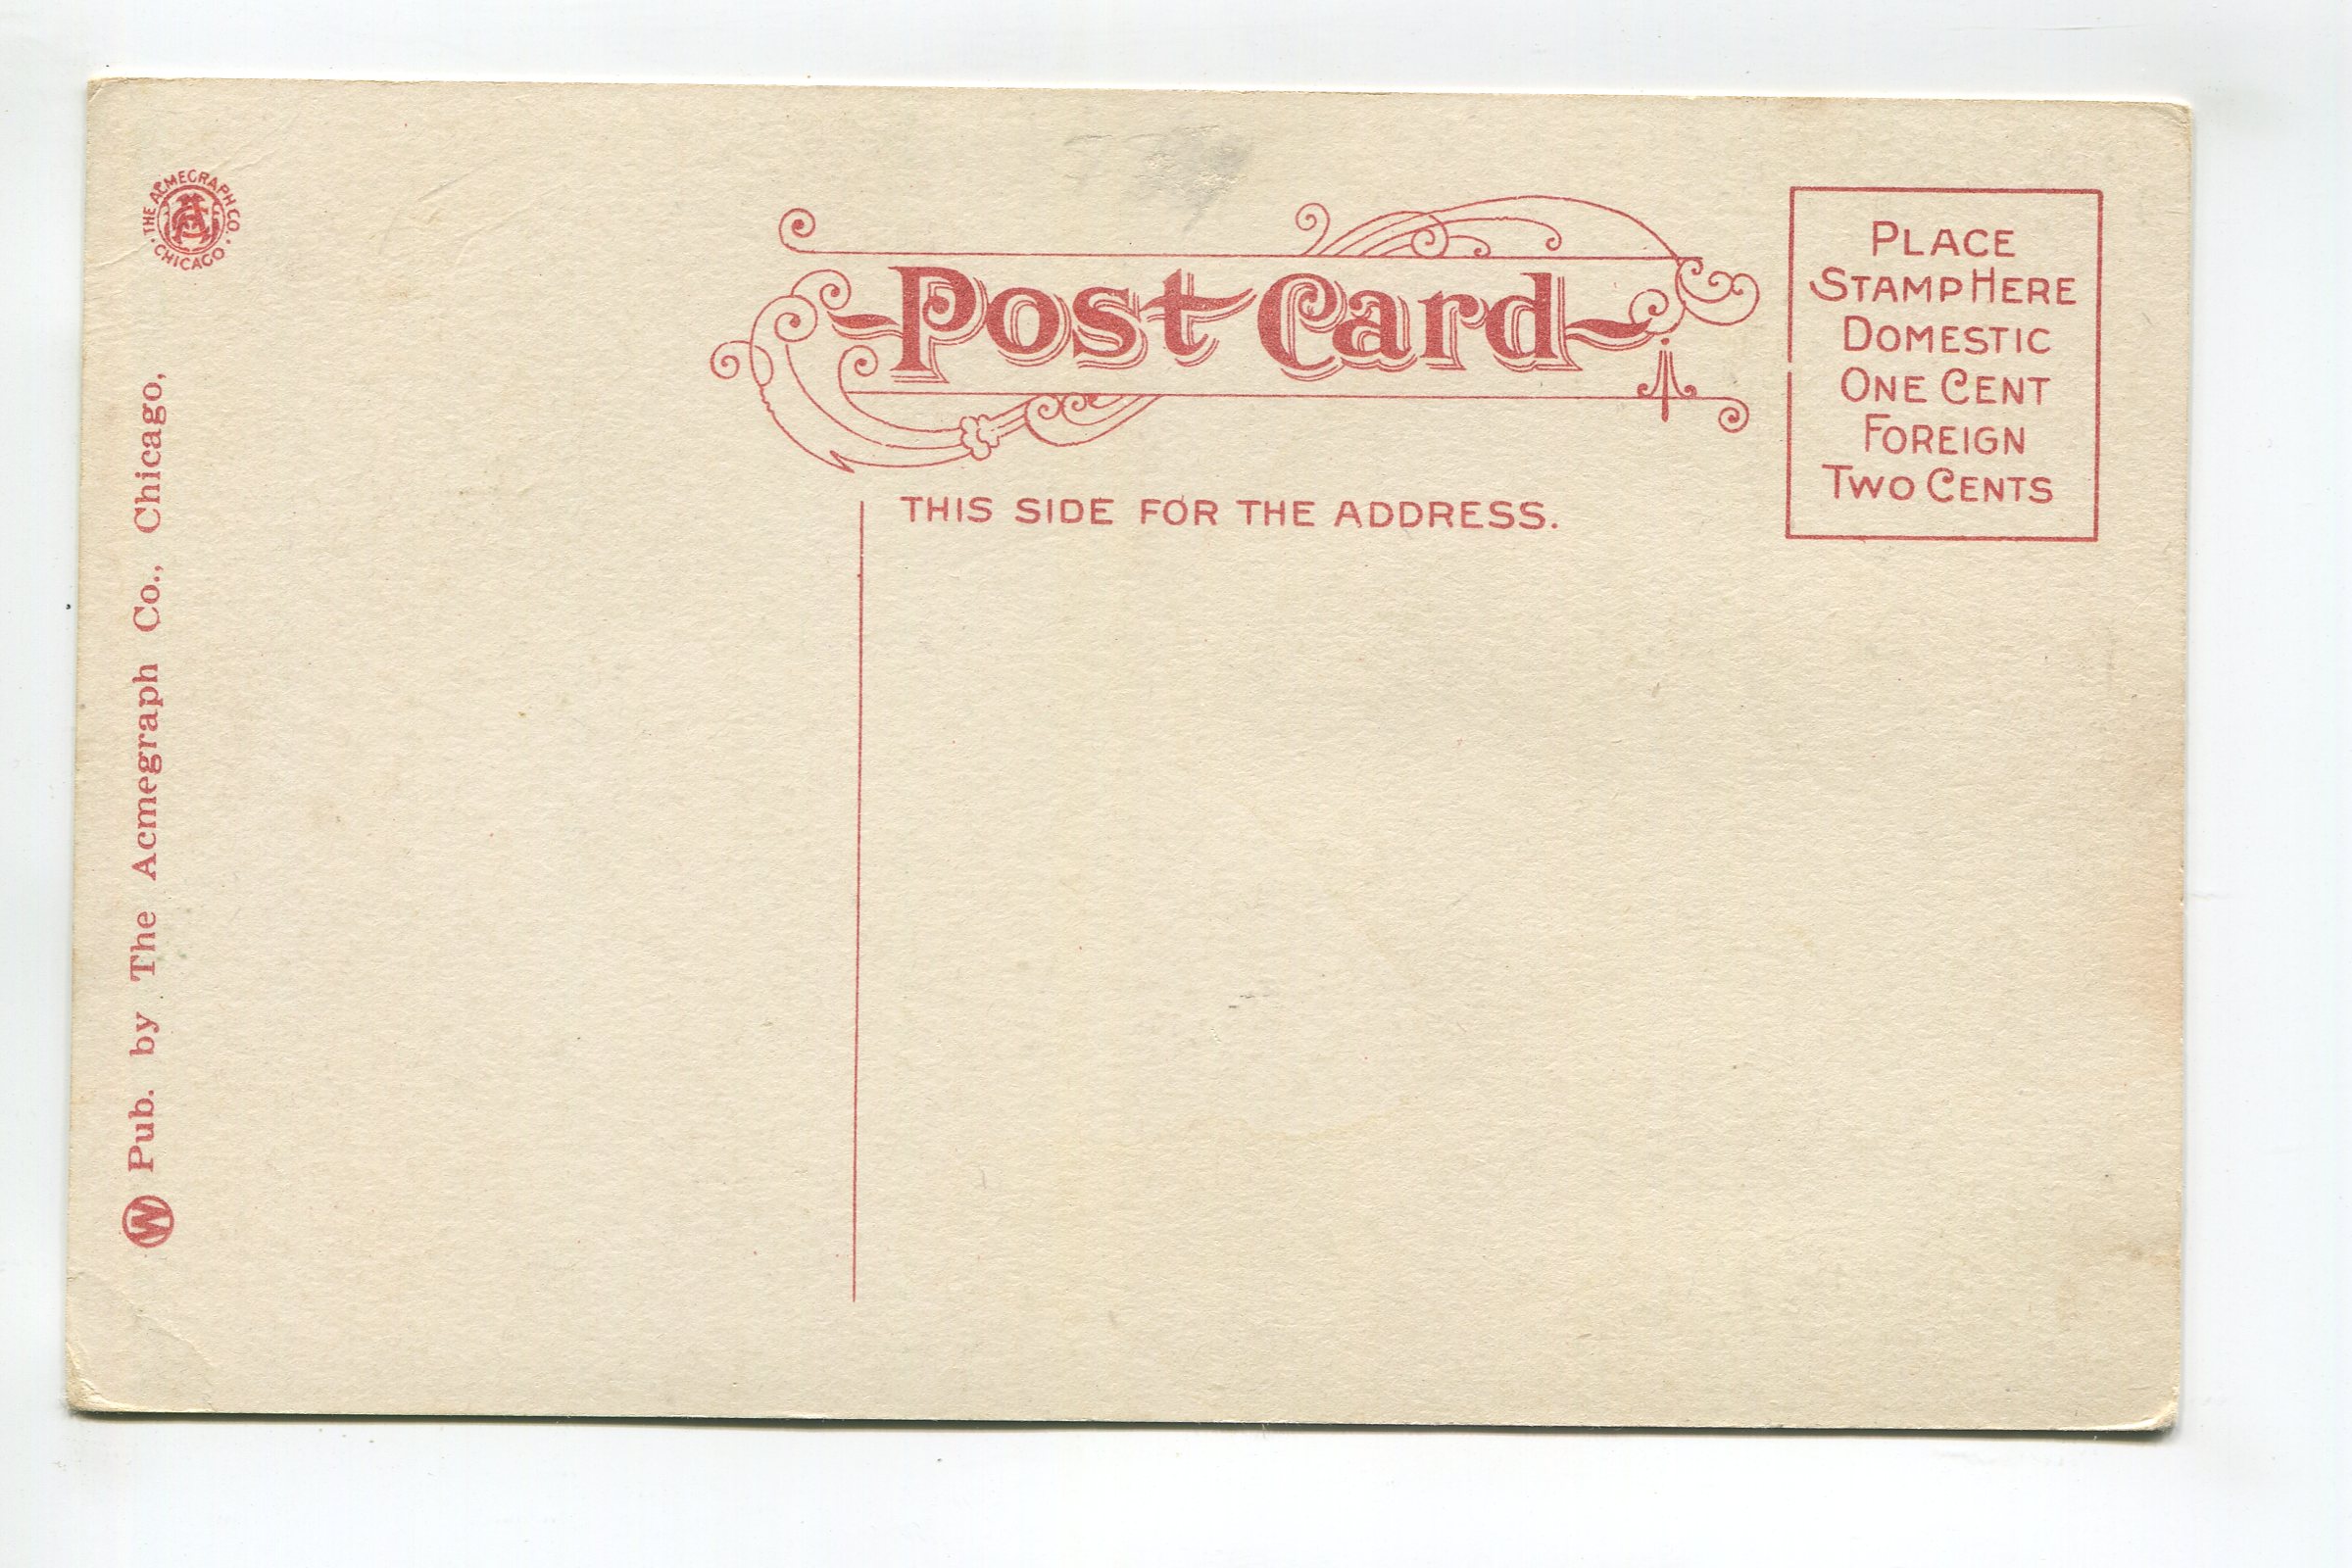 THE ACMEGRAPH CO.
CHICAGO
Post Card
PLACE
STAMP HERE
DOMESTIC
ONE CENT
FOREIGN
TWO CENTS
THIS SIDE FOR THE ADDRESS.
W Pub. by The Acmegraph Co., Chicago,